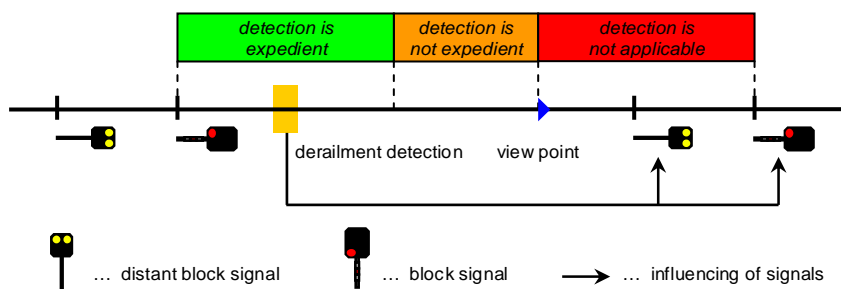 detection is
expedient
detection is
not expedient
detection is
not applicable
derailment detection
view point
... distant block signal
... block signal
... influencing of signals